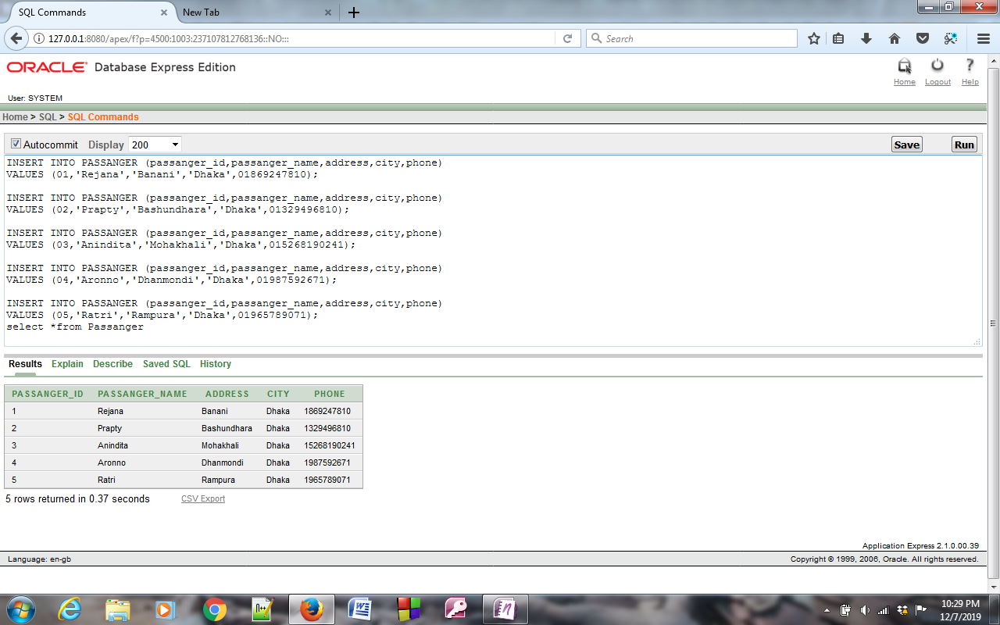 SQL Commands
New Tab
127.0.0.1:8080/apex/f?p=4500:1003:237107812768136::NO:::
Search
ORACLE Database Express Edition
Home Logout Help
User: SYSTEM
Home > SQL > SQL Commands
Autocommit Display 200 Save Run
INSERT INTO PASSANGER (passanger_id,passanger_name,address,city,phone)
VALUES (01,'Rejana','Banani','Dhaka',01869247810);
INSERT INTO PASSANGER (passanger_id,passanger_name,address,city,phone)
VALUES (02,'Prapty','Bashundhara','Dhaka',01329496810);
INSERT INTO PASSANGER (passanger_id,passanger_name,address,city,phone)
VALUES (03,'Anindita','Mohakhali','Dhaka',015268190241);
INSERT INTO PASSANGER (passanger_id,passanger_name,address,city,phone)
VALUES (04,'Aronno','Dhanmondi','Dhaka',01987592671);
INSERT INTO PASSANGER (passanger_id,passanger_name,address,city,phone)
VALUES (05,'Ratri','Rampura','Dhaka',01965789071);
select *from Passanger
Results Explain Describe Saved SQL History
PASSANGER_ID PASSANGER_NAME ADDRESS CITY PHONE
1 Rejana Banani Dhaka 1869247810
2 Prapty Bashundhara Dhaka 1329496810
3 Anindita Mohakhali Dhaka 15268190241
4 Aronno Dhanmondi Dhaka 1987592671
5 Ratri Rampura Dhaka 1965789071
5 rows returned in 0.37 seconds CSV Export
Application Express 2.1.0.00.39
Language: en-gb Copyright © 1999, 2006, Oracle. All rights reserved.
10:29 PM
12/7/2019